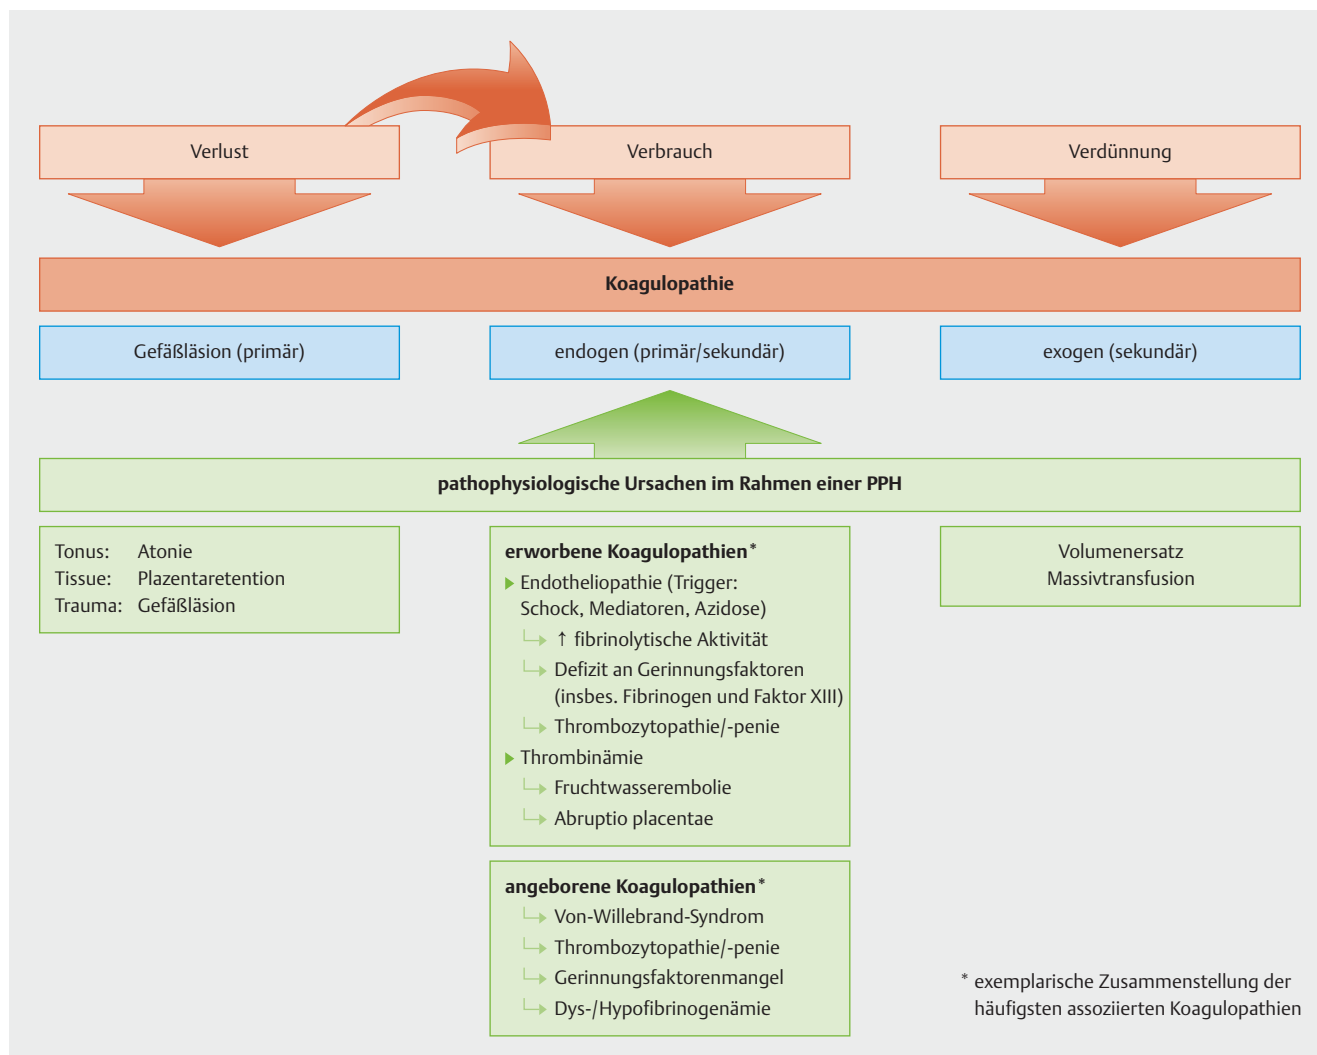 Verlust
Verbrauch
Verdünnung
Koagulopathie
Gefäßläsion (primär)
endogen (primär/sekundär)
exogen (sekundär)
pathophysiologische Ursachen im Rahmen einer PPH
Tonus: Atonie
Tissue: Plazentaretention
Trauma: Gefäßläsion
erworbene Koagulopathien*
Endotheliopathie (Trigger:
Schock, Mediatoren, Azidose)
↑ fibrinolytische Aktivität
Defizit an Gerinnungsfaktoren
(insbes. Fibrinogen und Faktor XIII)
Thrombozytopathie/-penie
Thrombinämie
Fruchtwasserembolie
Abruptio placentae
angeborene Koagulopathien*
Von-Willebrand-Syndrom
Thrombozytopathie/-penie
Gerinnungsfaktorenmangel
Dys-/Hypofibrinogenämie
Volumenersatz
Massivtransfusion
* exemplarische Zusammenstellung der
häufigsten assoziierten Koagulopathien